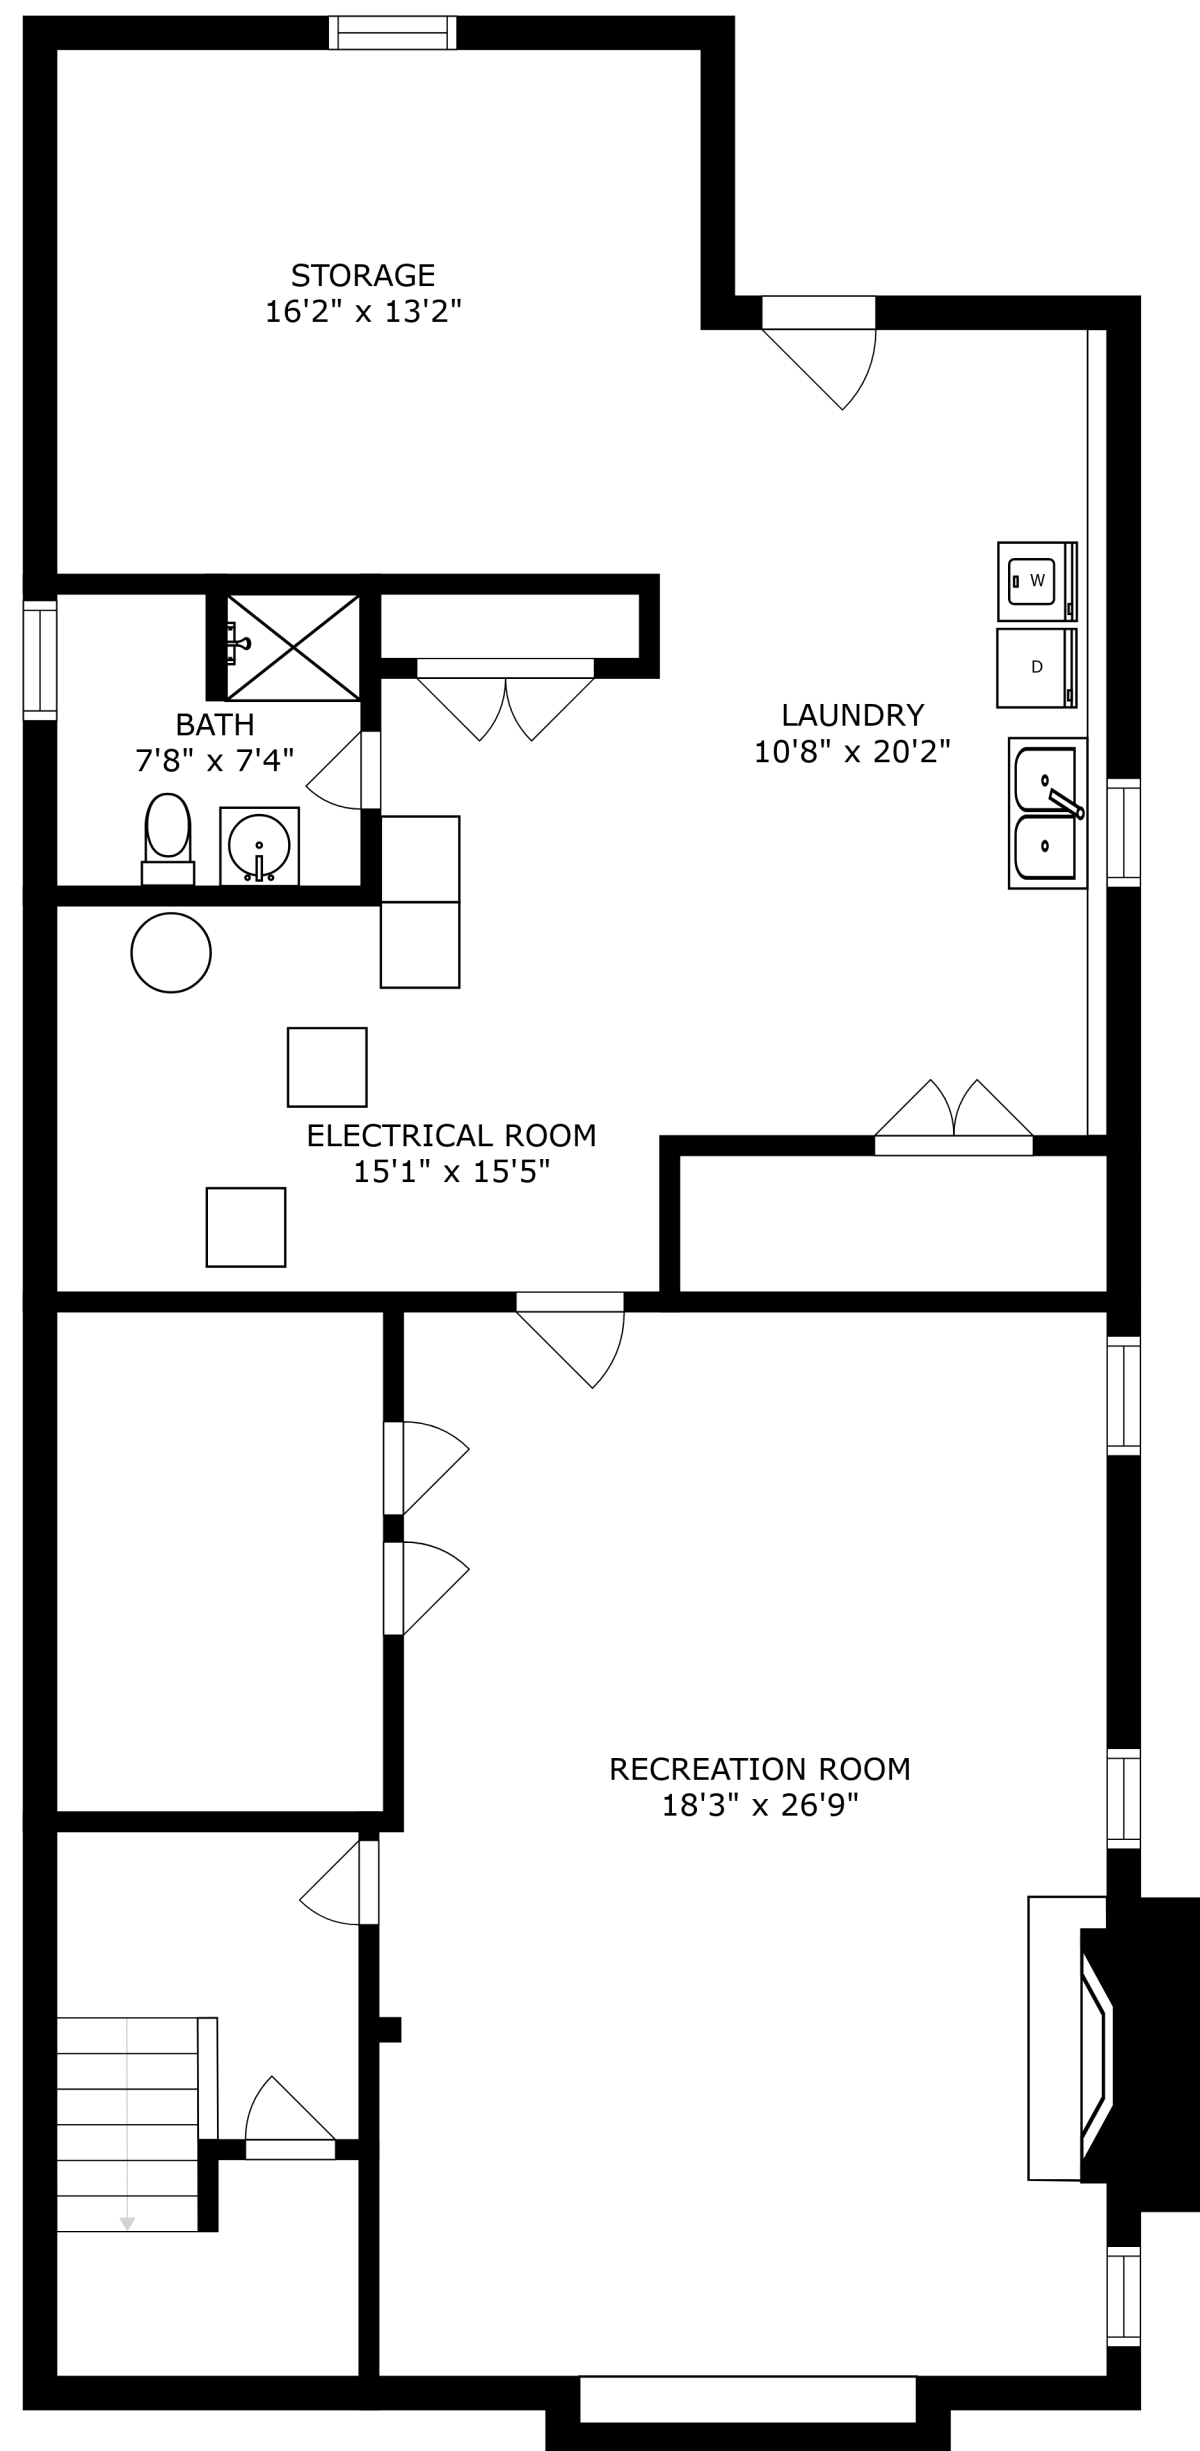 STORAGE
16'2" x 13'2"
W
D
LAUNDRY
10'8" x 20'2"
BATH
7'8" x 7'4"
ELECTRICAL ROOM
15'1" x 15'5"
RECREATION ROOM
18'3" x 26'9"